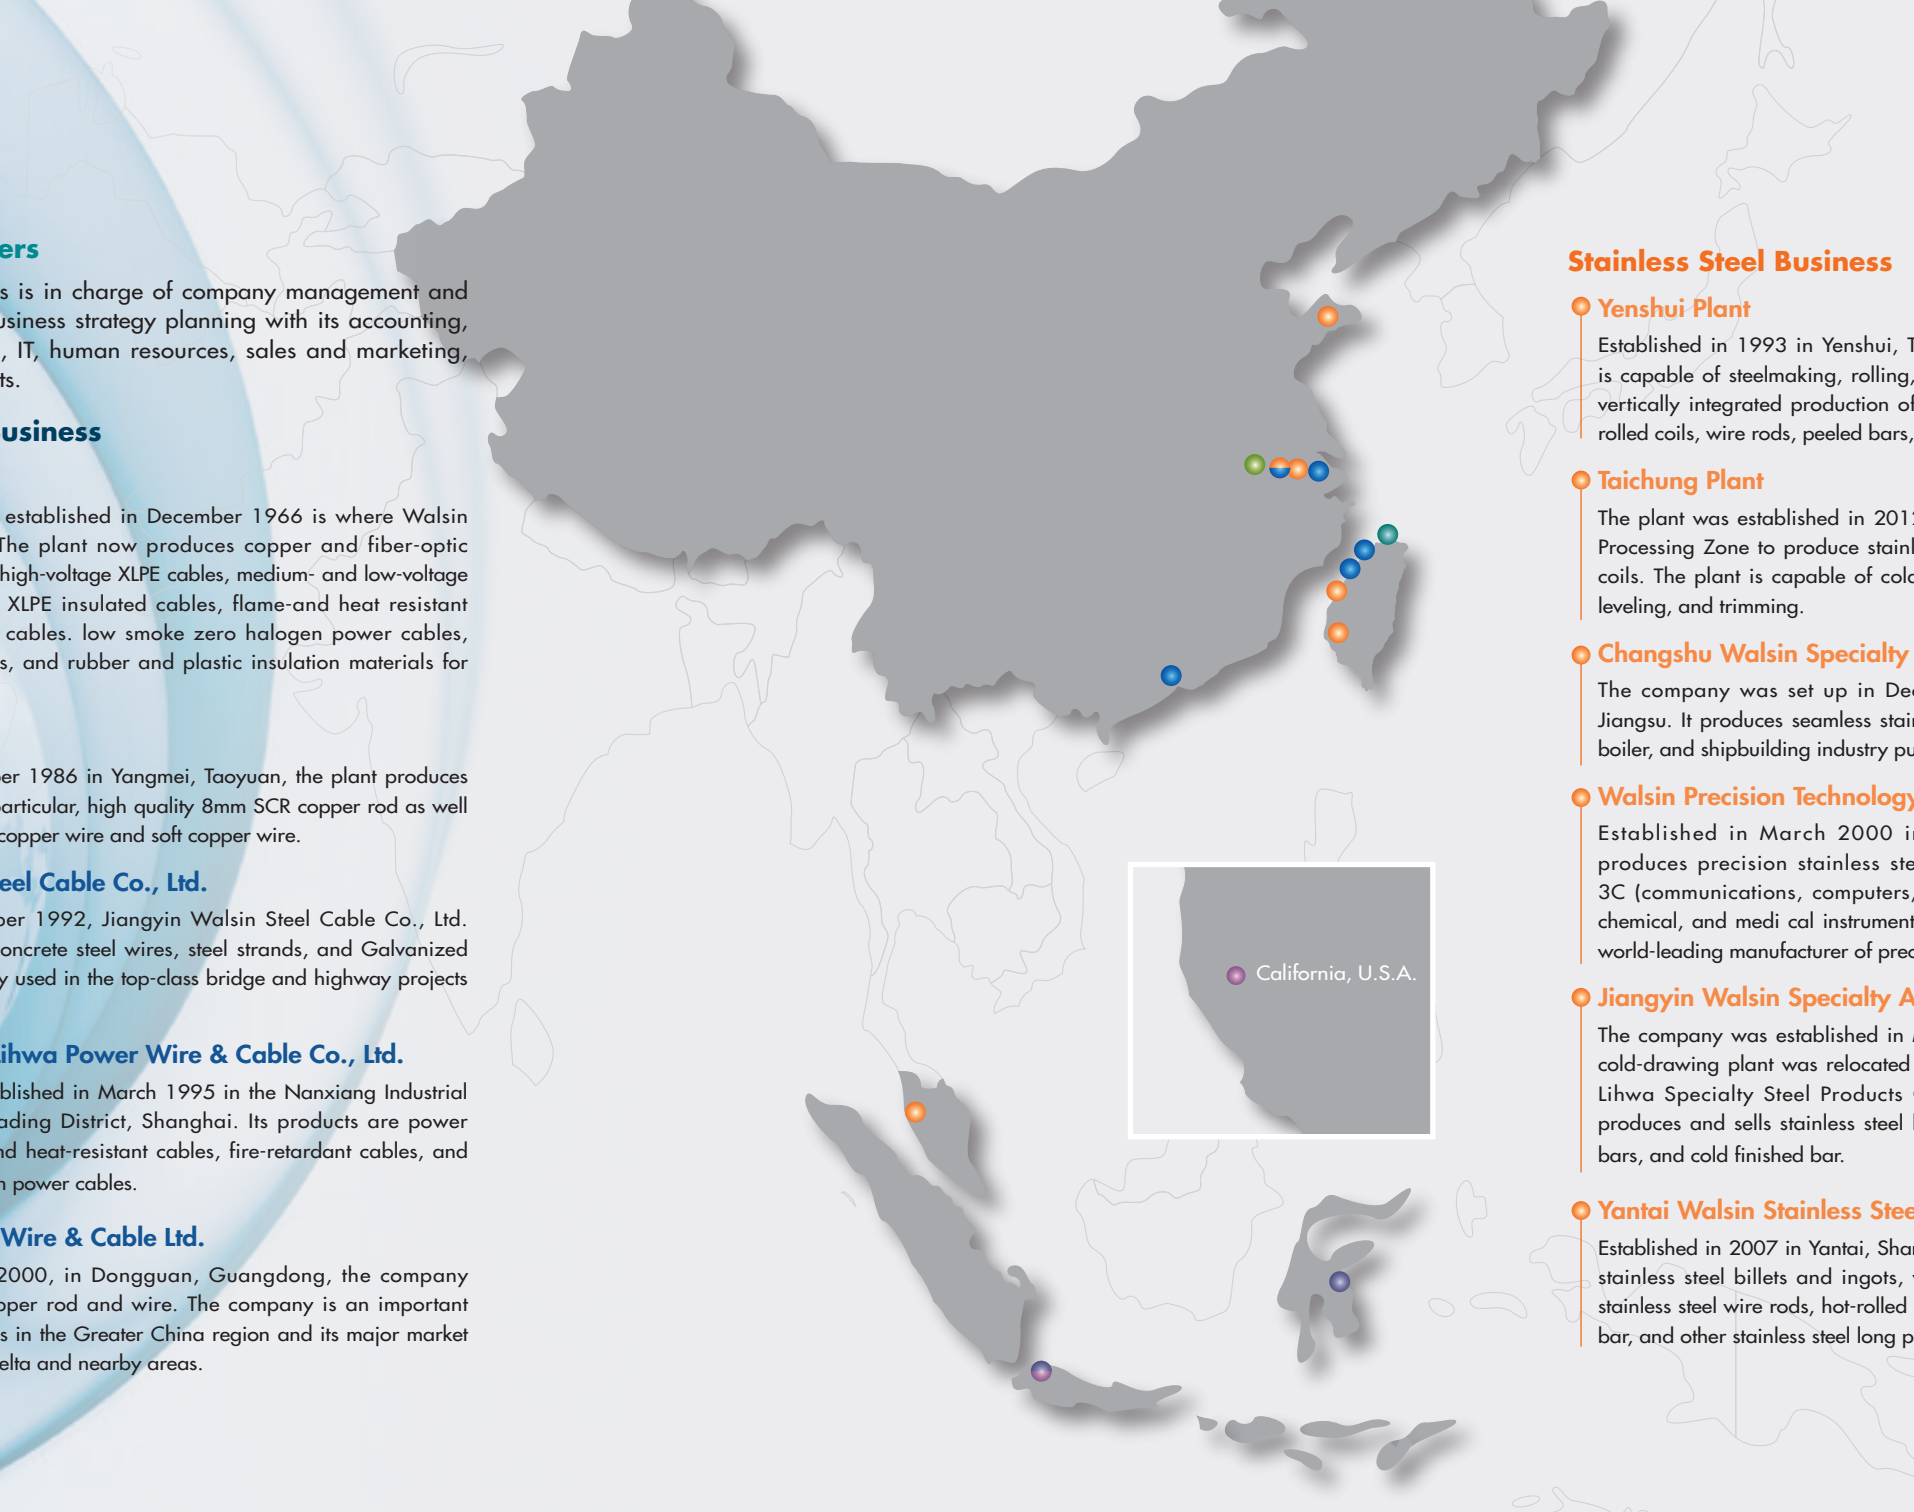 ers
s is in charge of company management and
usiness strategy planning with its accounting,
, IT, human resources, sales and marketing,
ts.
usiness
established in December 1966 is where Walsin
The plant now produces copper and fiber-optic
high-voltage XLPE cables, medium- and low-voltage
XLPE insulated cables, flame-and heat resistant
cables. low smoke zero halogen power cables,
s, and rubber and plastic insulation materials for
er 1986 in Yangmei, Taoyuan, the plant produces
articular, high quality 8mm SCR copper rod as well
copper wire and soft copper wire.
eel Cable Co., Ltd.
ber 1992, Jiangyin Walsin Steel Cable Co., Ltd.
oncrete steel wires, steel strands, and Galvanized
y used in the top-class bridge and highway projects
ihwa Power Wire & Cable Co., Ltd.
blished in March 1995 in the Nanxiang Industrial
ading District, Shanghai. Its products are power
nd heat-resistant cables, fire-retardant cables, and
n power cables.
Wire & Cable Ltd.
2000, in Dongguan, Guangdong, the company
pper rod and wire. The company is an important
s in the Greater China region and its major market
elta and nearby areas.
California, U.S.A.
Stainless Steel Business
Yenshui Plant
Established in 1993 in Yenshui, T
is capable of steelmaking, rolling,
vertically integrated production of
rolled coils, wire rods, peeled bars,
Taichung Plant
The plant was established in 2012
Processing Zone to produce stainl
coils. The plant is capable of cold
leveling, and trimming.
Changshu Walsin Specialty
The company was set up in Dec
Jiangsu. It produces seamless stain
boiler, and shipbuilding industry pu
Walsin Precision Technology
Established in March 2000 in
produces precision stainless ste
3C (communications, computers,
chemical, and medi cal instrument
world-leading manufacturer of prec
Jiangyin Walsin Specialty A
The company was established in
cold-drawing plant was relocated
Lihwa Specialty Steel Products
produces and sells stainless steel
bars, and cold finished bar.
Yantai Walsin Stainless Stee
Established in 2007 in Yantai, Shan
stainless steel billets and ingots,
stainless steel wire rods, hot-rolled
bar, and other stainless steel long p